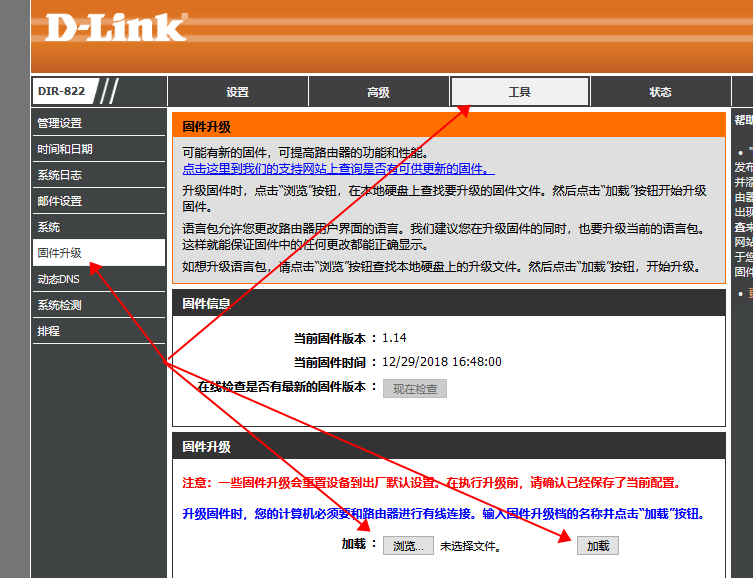 D-Link®
DIR-822
设置
高级
工具
状态
管理设置
时间和日期
系统日志
邮件设置
系统
固件升级
动态DNS
系统检测
排程
固件升级
可能有新的固件，可提高路由器的功能和性能。
点击这里到我们的支持网站上查询是否有可供更新的固件。
升级固件时，点击“浏览”按钮，在本地硬盘上查找要升级的固件文件。然后点击“加载”按钮开始升级
固件。
语言包允许您更改路由器用户界面的语言。我们建议您在升级固件的同时，也要升级当前的语言包。
这样就能保证固件中的任何更改都能正确显示。
如想升级语言包，请点击“浏览”按钮查找本地硬盘上的升级文件。然后点击“加载”按钮，开始升级。
固件信息
当前固件版本 : 1.14
当前固件时间 : 12/29/2018 16:48:00
在线检查是否有最新的固件版本 : 现在检查
固件升级
注意：一些固件升级会重置设备到出厂默认设置。在执行升级前，请确认已经保存了当前配置。
升级固件时，您的计算机必须要和路由器进行有线连接。输入固件升级档的名称并点击“加载”按钮。
加载 : 浏览... 未选择文件。 加载
帮助
发布
并添
由器
出现
查来
网站
于您
固件